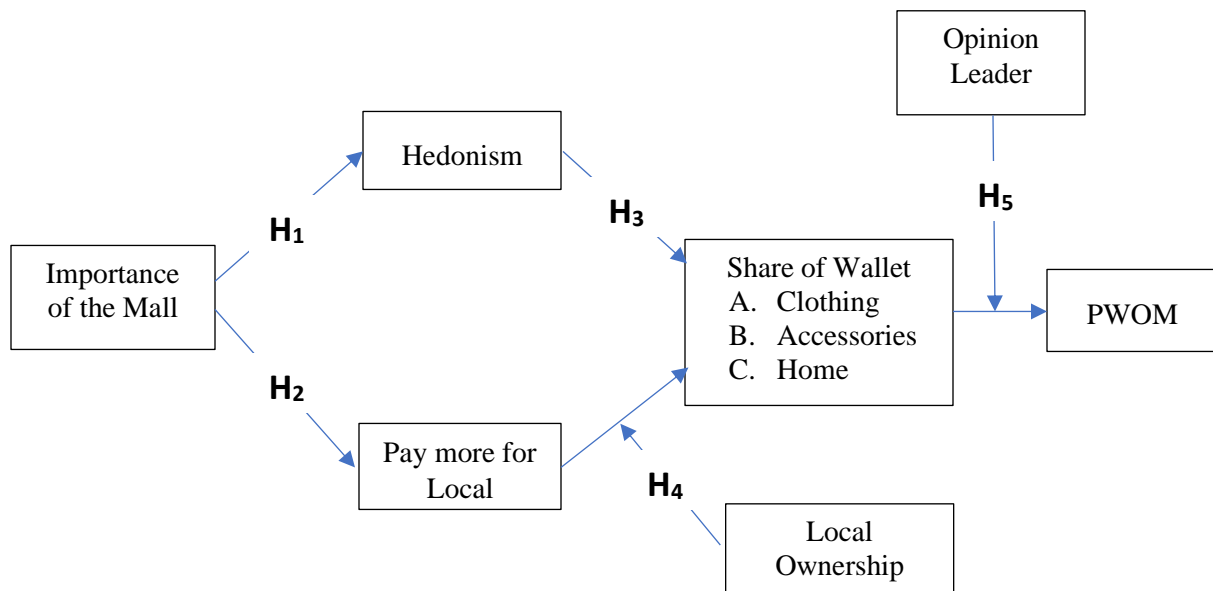 Opinion
Leader
Hedonism
H₅
H₃
H₁
Importance
of the Mall
Share of Wallet
A. Clothing
B. Accessories
C. Home
PWOM
H₂
Pay more for
Local
H₄
Local
Ownership